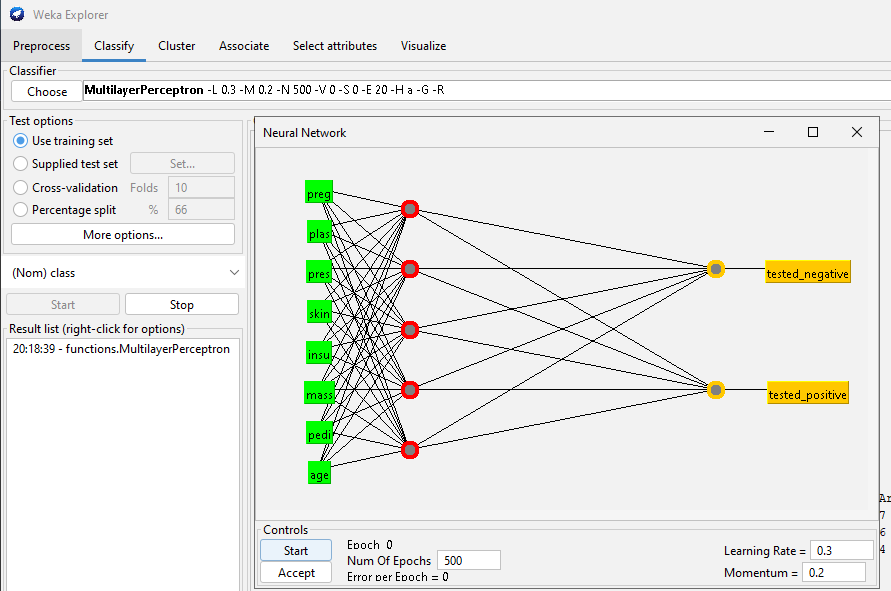 Weka Explorer
Preprocess Classify Cluster Associate Select attributes Visualize
Classifier
Choose MultilayerPerceptron -L 0.3 -M 0.2 -N 500 -V 0 -S 0 -E 20 -H a -G -R
Test options
Use training set
Supplied test set Set...
Cross-validation Folds 10
Percentage split % 66
More options...
(Nom) class
Start Stop
Result list (right-click for options)
20:18:39 - functions.MultilayerPerceptron
Neural Network
preg
plas
pres
skin
insu
mass
pedi
age
tested_negative
tested_positive
Controls
Start
Accept
Epoch 0
Num Of Epochs 500
Error per Epoch = 0
Learning Rate = 0.3
Momentum = 0.2
7
6
4